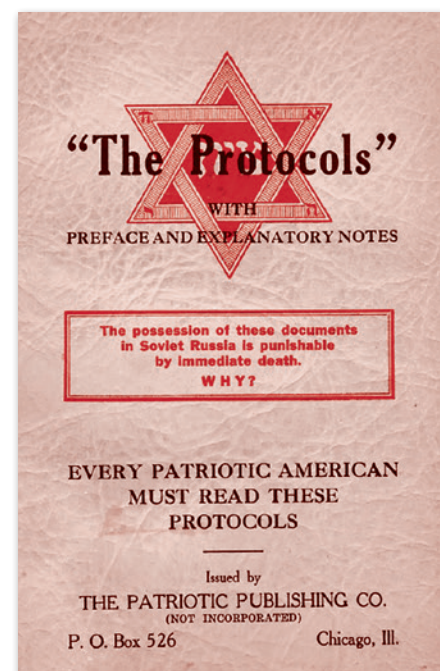 "The Protocols"
WITH
PREFACE AND EXPLANATORY NOTES
The possession of these documents
in Soviet Russia is punishable
by immediate death.
WHY?
EVERY PATRIOTIC AMERICAN
MUST READ THESE
PROTOCOLS
Issued by
THE PATRIOTIC PUBLISHING CO.
(NOT INCORPORATED)
P. O. Box 526 Chicago, Ill.